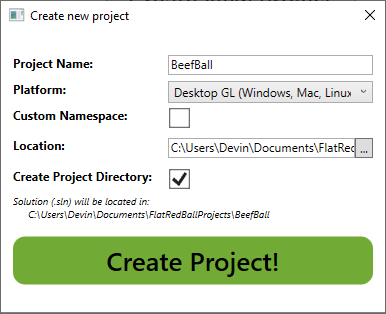 Create new project
Project Name: BeefBall
Platform: Desktop GL (Windows, Mac, Linux
Custom Namespace:
Location: C:\Users\Devin\Documents\FlatRed ...
Create Project Directory:
Solution (.sln) will be located in:
C:\Users\Devin\Documents\FlatRedBallProjects\BeefBall
Create Project!